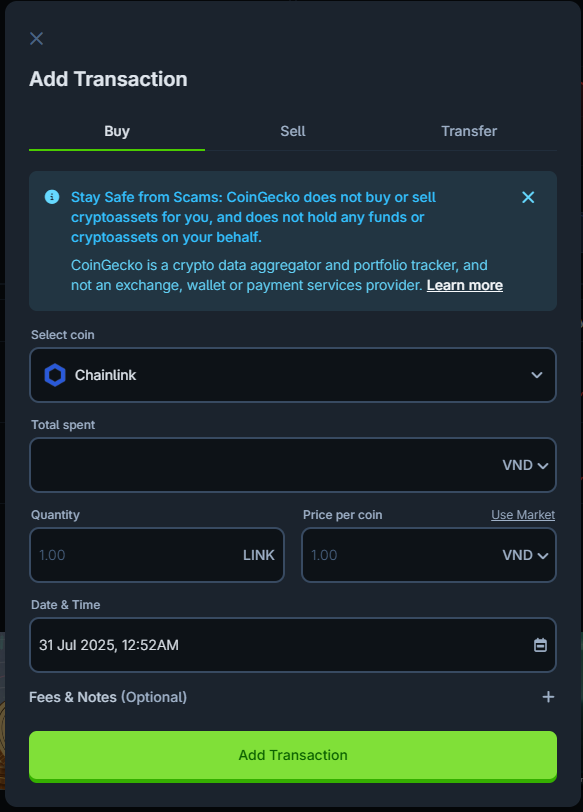 Add Transaction
Buy
Sell
Transfer
Stay Safe from Scams: CoinGecko does not buy or sell
cryptoassets for you, and does not hold any funds or
cryptoassets on your behalf.
CoinGecko is a crypto data aggregator and portfolio tracker, and
not an exchange, wallet or payment services provider. Learn more
Select coin
Chainlink
Total spent
VND
Quantity
Price per coin
Use Market
1.00
LINK
1.00
VND
Date & Time
31 Jul 2025, 12:52AM
Fees & Notes (Optional)
Add Transaction